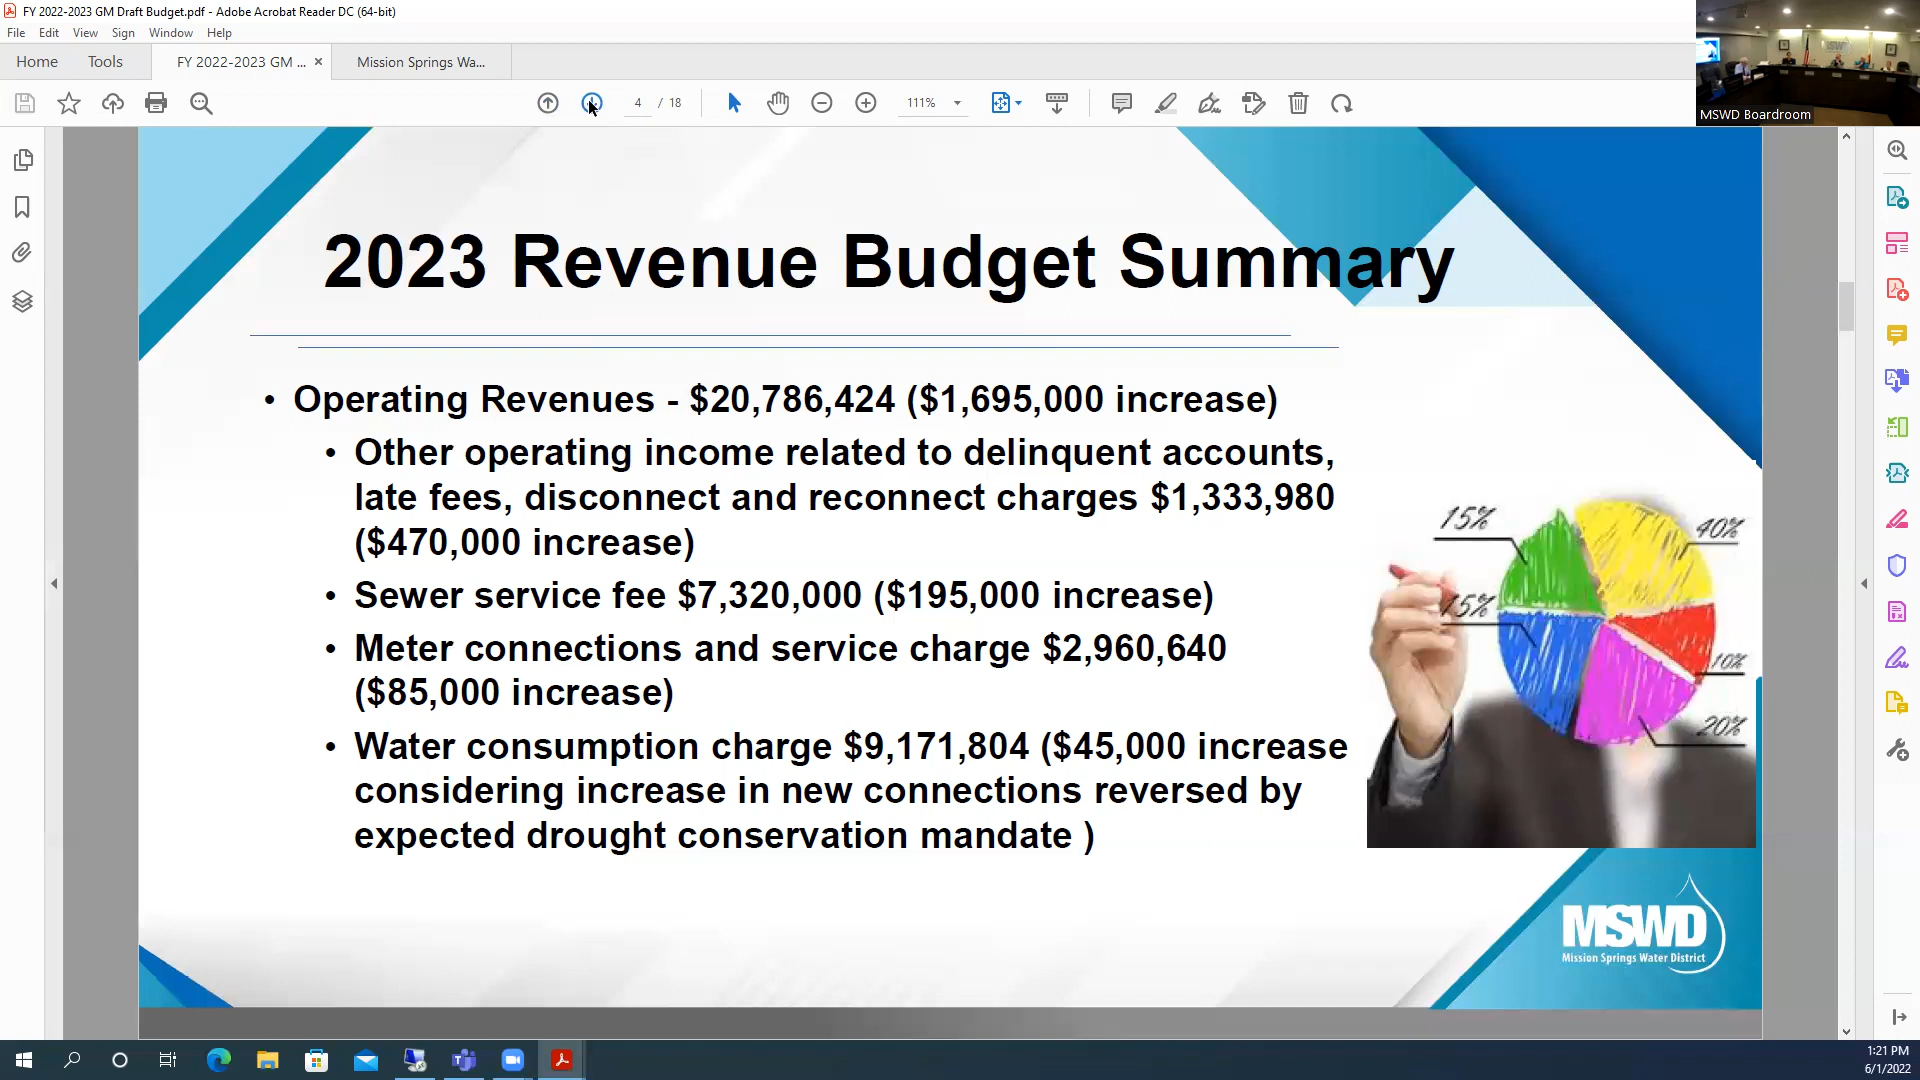 FY 2022-2023 GM Draft Budget.pdf - Adobe Acrobat Reader DC (64-bit)
File Edit View Sign Window Help
Home Tools FY 2022-2023 GM ... × Mission Springs Wa...
4 / 18 111%
MSWD Boardroom
2023 Revenue Budget Summary
• Operating Revenues - $20,786,424 ($1,695,000 increase)
• Other operating income related to delinquent accounts,
late fees, disconnect and reconnect charges $1,333,980
($470,000 increase)
• Sewer service fee $7,320,000 ($195,000 increase)
• Meter connections and service charge $2,960,640
($85,000 increase)
• Water consumption charge $9,171,804 ($45,000 increase
considering increase in new connections reversed by
expected drought conservation mandate )
15%
40%
15%
10%
20%
MSWD
Mission Springs Water District
1:21 PM
6/1/2022